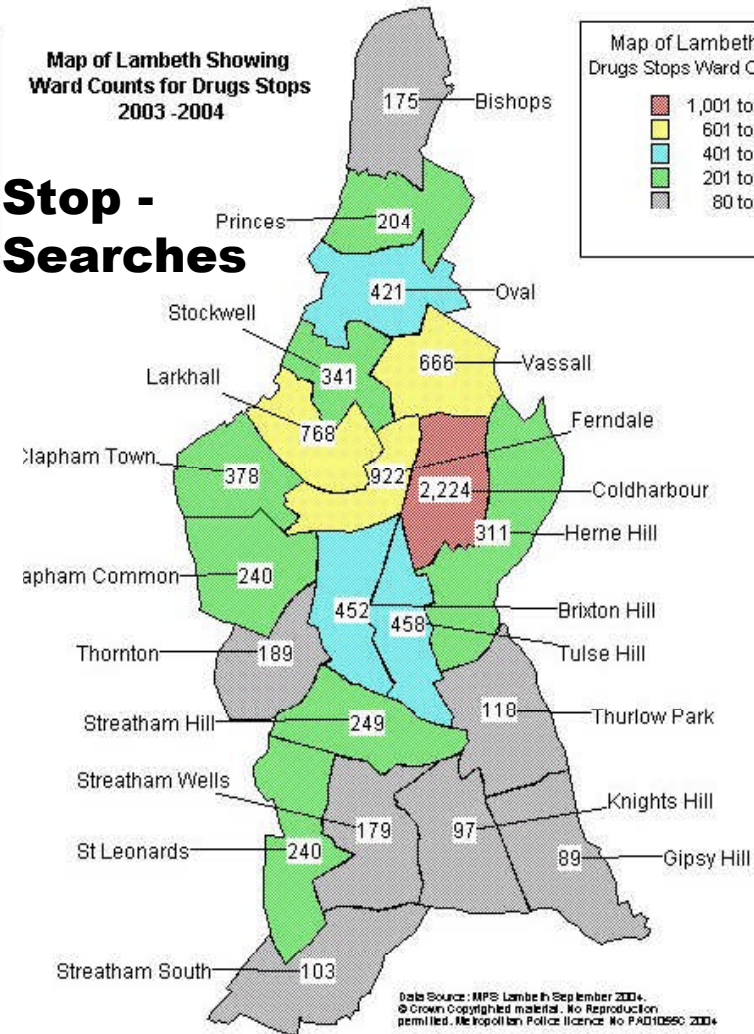 Map of Lambeth Showing
Ward Counts for Drugs Stops
2003 -2004
Stop -
Searches
Map of Lambeth
Drugs Stops Ward C
1,001 to
601 to
401 to
201 to
80 to
175 Bishops
Princes 204
421 Oval
Stockwell
341
666 Vassall
Larkhall
768
Ferndale
922
Clapham Town
378
2,224 Coldharbour
311 Herne Hill
apham Common 240
452 Brixton Hill
458 Tulse Hill
Thornton 189
118 Thurlow Park
Streatham Hill 249
Streatham Wells
179
97 Knights Hill
St Leonards 240
89 Gipsy Hill
Streatham South 103
Data Source: MPS Lambeth September 2004.
© Crown Copyrighted material. No Reproduction
permitted. Metropolitan Police licence No 2004